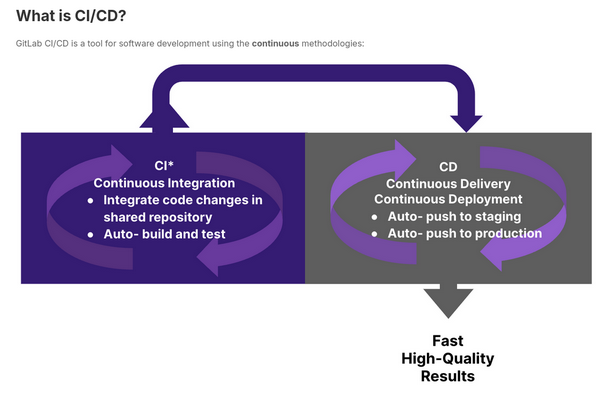 What is CI/CD?
GitLab CI/CD is a tool for software development using the continuous methodologies:
CI*
Continuous Integration
● Integrate code changes in
shared repository
● Auto- build and test
CD
Continuous Delivery
Continuous Deployment
● Auto- push to staging
● Auto- push to production
Fast
High-Quality
Results